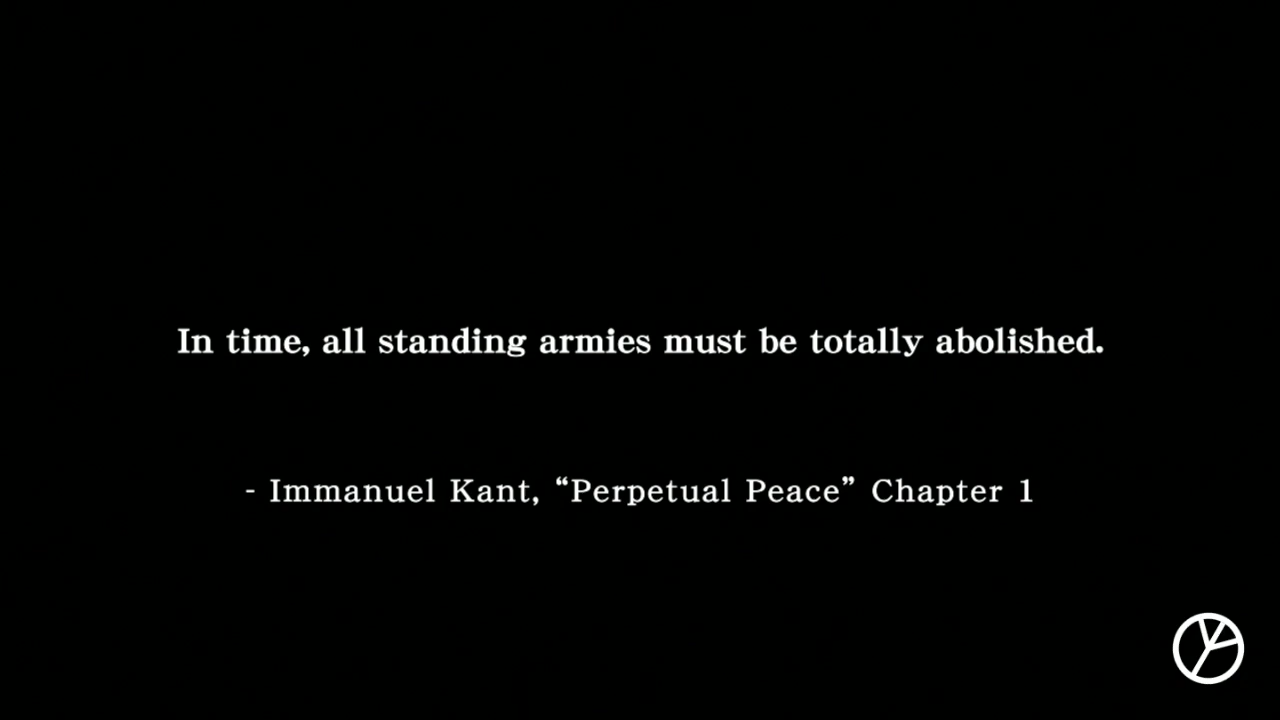 In time, all standing armies must be totally abolished.
- Immanuel Kant, “Perpetual Peace” Chapter 1